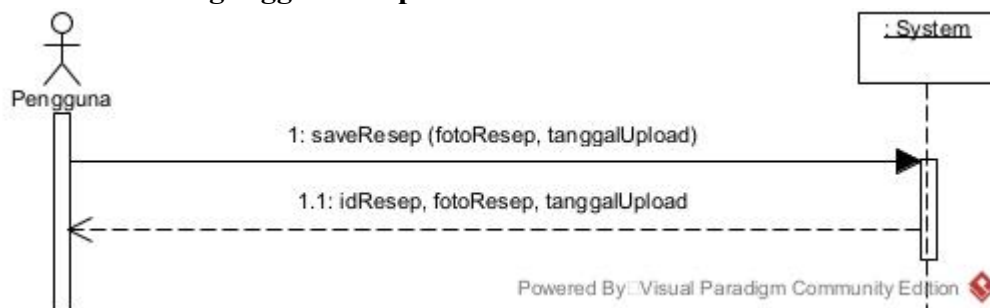 : System
Pengguna
1: saveResep (fotoResep, tanggalUpload)
1.1: idResep, fotoResep, tanggalUpload
Powered By Visual Paradigm Community Edition